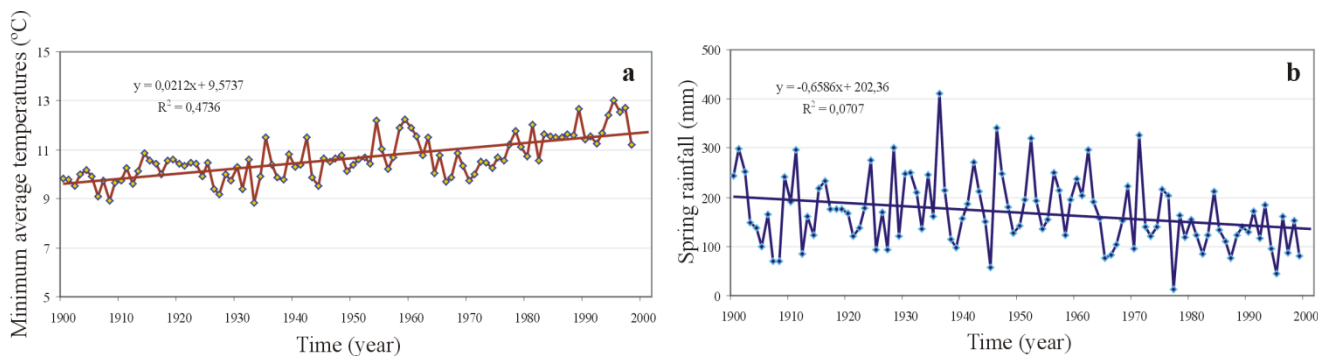 Minimum average temperatures (ºC)
15
13
11
9
7
5
y = 0,0212x + 9,5737
R² = 0,4736
a
1900 1910 1920 1930 1940 1950 1960 1970 1980 1990 2000
Time (year)
Spring rainfall (mm)
500
400
300
200
100
0
y = -0,6586x + 202,36
R² = 0,0707
b
1900 1910 1920 1930 1940 1950 1960 1970 1980 1990 2000
Time (year)